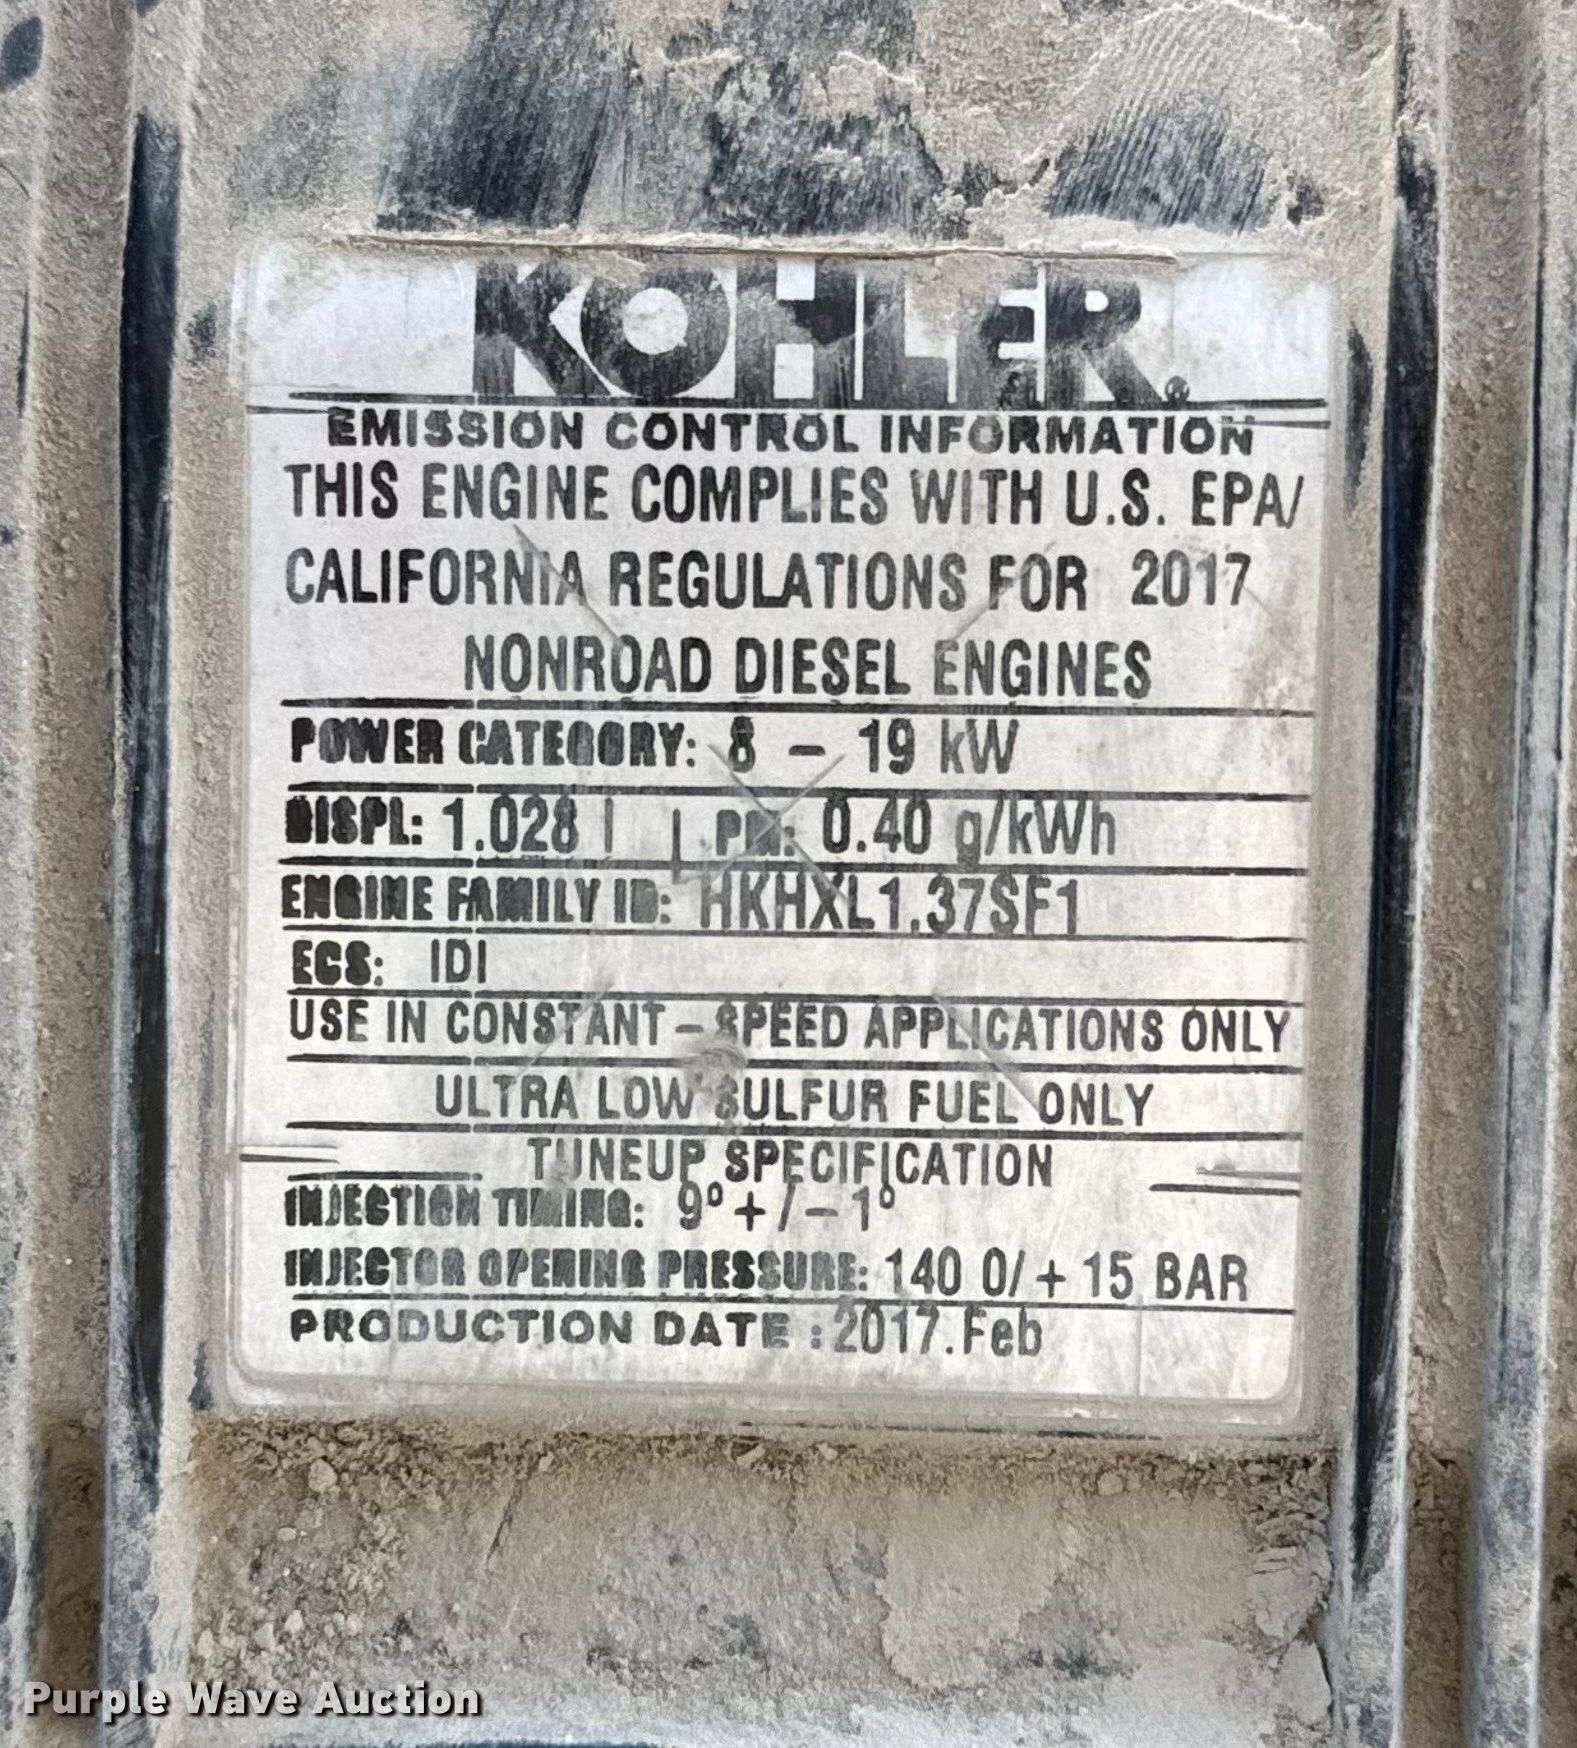 KOHLER®
EMISSION CONTROL INFORMATION
THIS ENGINE COMPLIES WITH U.S. EPA/
CALIFORNIA REGULATIONS FOR 2017
NONROAD DIESEL ENGINES
POWER CATEGORY: 8 – 19 kW
DISPL: 1.028 l | PM: 0.40 g/kWh
ENGINE FAMILY ID: HKHXL1.37SF1
ECS: IDI
USE IN CONSTANT – SPEED APPLICATIONS ONLY
ULTRA LOW SULFUR FUEL ONLY
TUNEUP SPECIFICATION
INJECTION TIMING: 9° + / – 1°
INJECTOR OPENING PRESSURE: 140 0/ + 15 BAR
PRODUCTION DATE : 2017.Feb
Purple Wave Auction